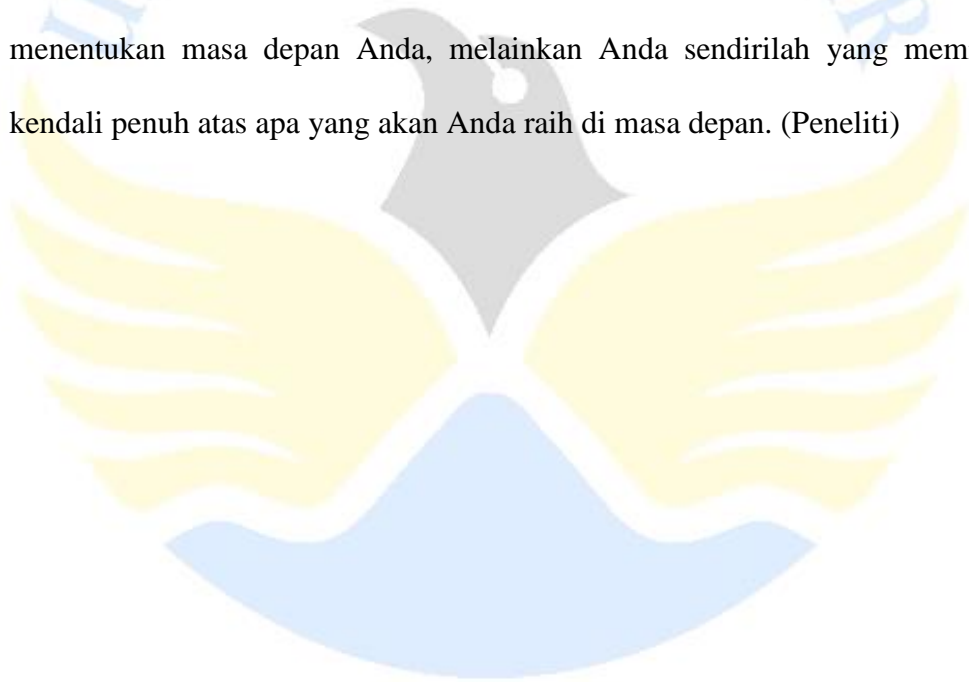 menentukan masa depan Anda, melainkan Anda sendirilah yang mem
kendali penuh atas apa yang akan Anda raih di masa depan. (Peneliti)